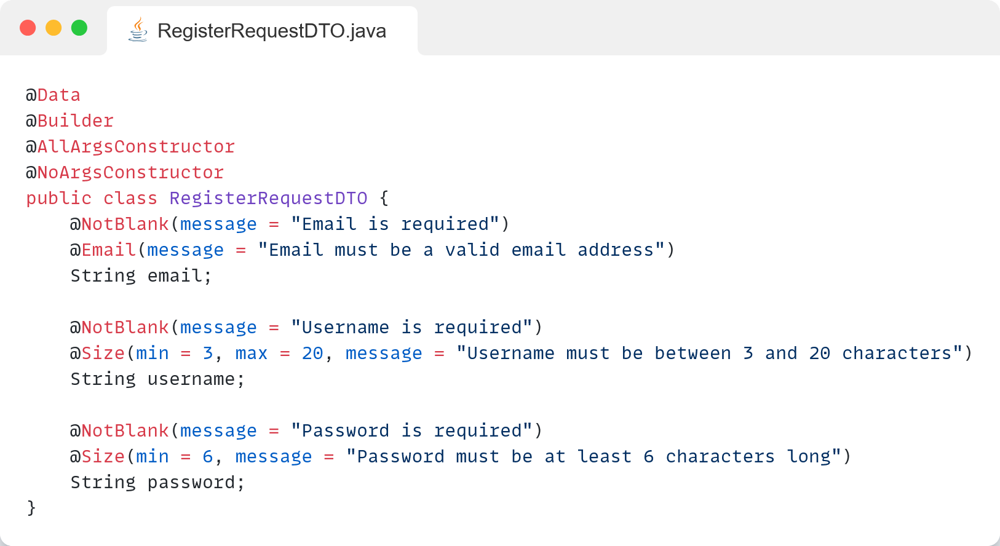 RegisterRequestDTO.java
@Data
@Builder
@AllArgsConstructor
@NoArgsConstructor
public class RegisterRequestDTO {
    @NotBlank(message = "Email is required")
    @Email(message = "Email must be a valid email address")
    String email;

    @NotBlank(message = "Username is required")
    @Size(min = 3, max = 20, message = "Username must be between 3 and 20 characters")
    String username;

    @NotBlank(message = "Password is required")
    @Size(min = 6, message = "Password must be at least 6 characters long")
    String password;
}